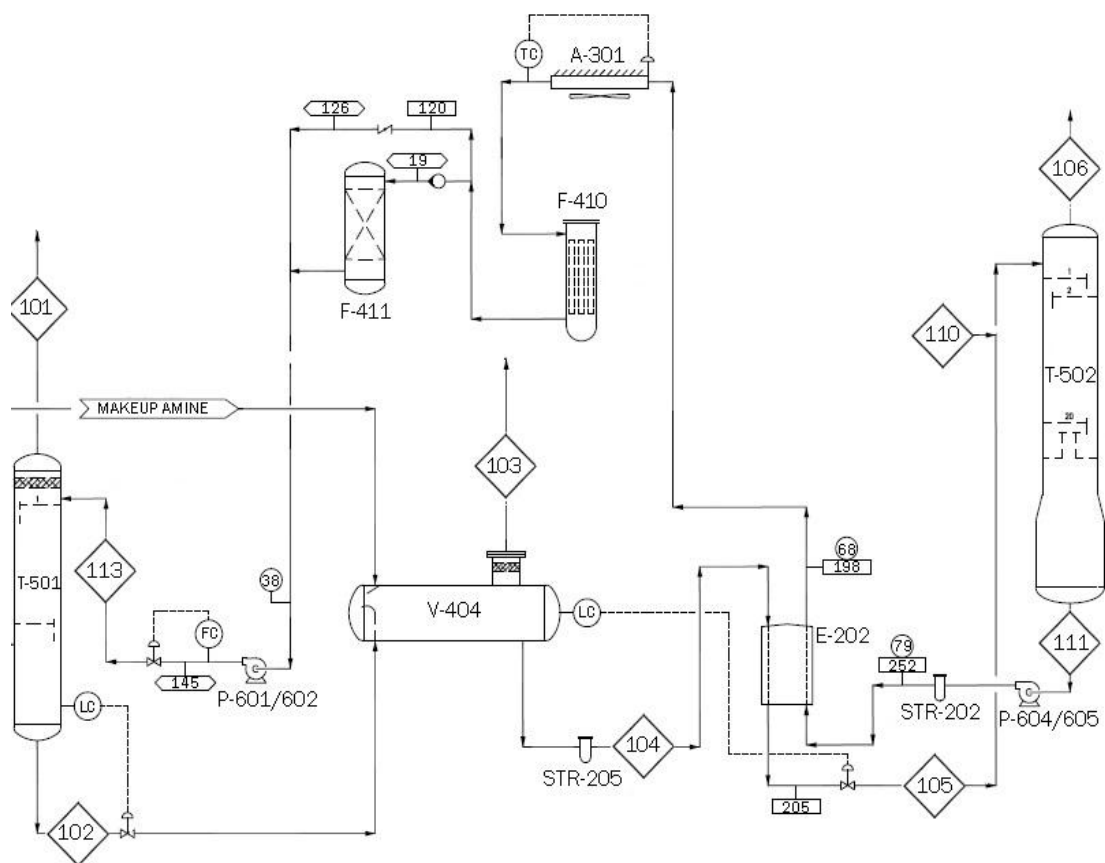 TC
A-301
126
120
19
106
F-410
1
2
101
F-411
110
T-502
MAKEUP AMINE
20
103
1
68
198
113
T-501
38
V-404
LC
E-202
FC
79
252
111
145
P-601/602
STR-202
P-604/605
LC
104
STR-205
105
205
102